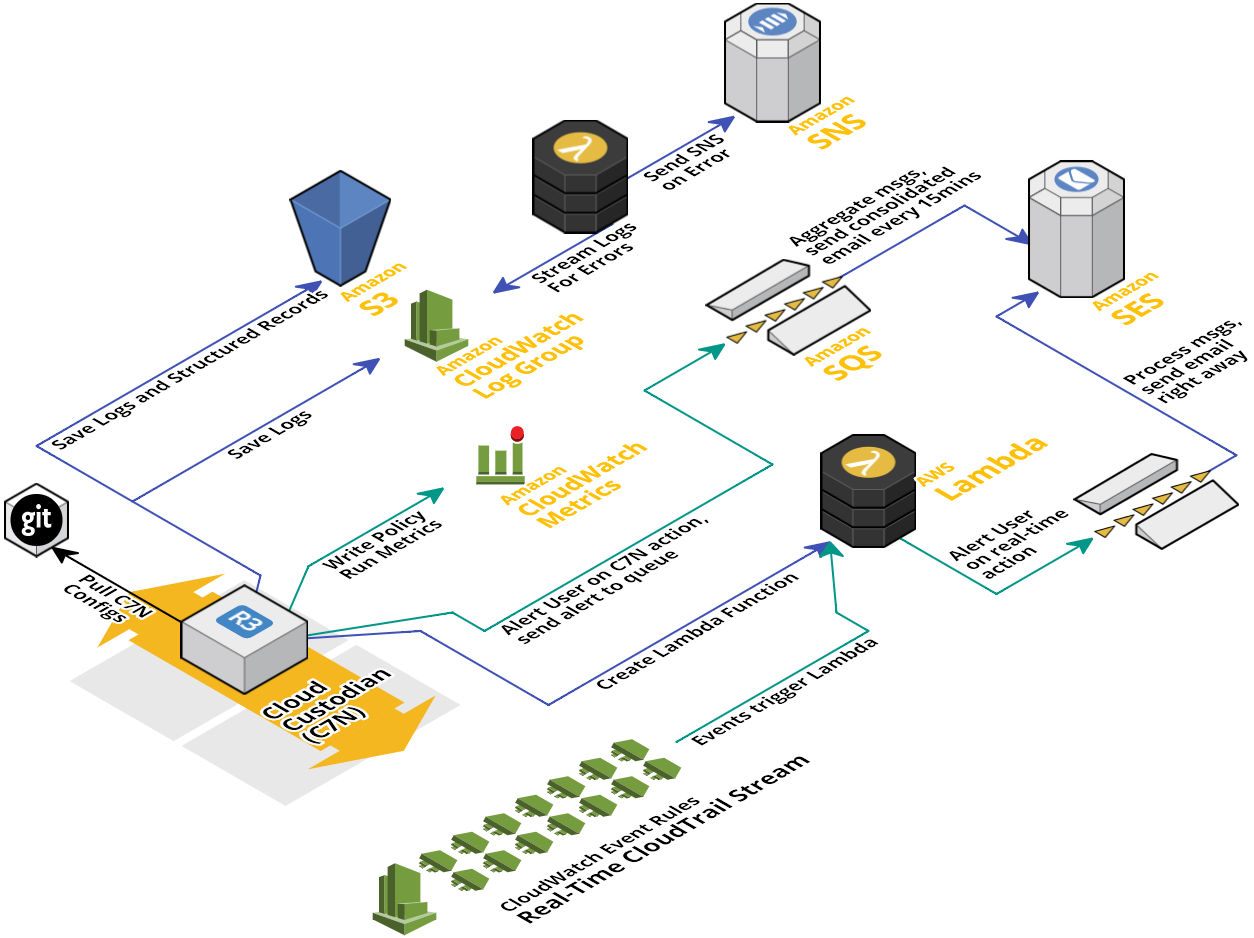 Amazon
SNS
Send SNS
on Error
Stream Logs
For Errors
Aggregate msgs,
send consolidated
email every 15mins
Amazon
S3
Save Logs and Structured Records
Amazon
CloudWatch
Log Group
Save Logs
Amazon
SQS
Amazon
SES
Process msgs,
send email
right away
Amazon
CloudWatch
Metrics
Write Policy
Run Metrics
AWS
Lambda
Alert User
on real-time
action
git
Pull C7N
Configs
R3
Alert User on C7N action,
send alert to queue
Create Lambda Function
Cloud
Custodian
(C7N)
Events trigger Lambda
CloudWatch Event Rules
Real-Time CloudTrail Stream